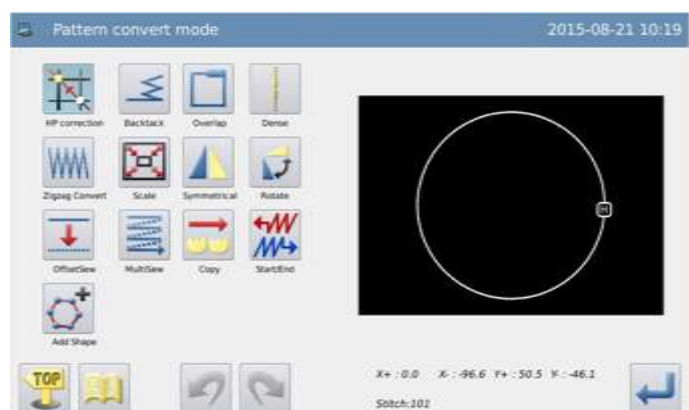 Pattern convert mode 2015-08-21 10:19
HP correction Backtack Overlap Dense
Zigzag Convert Scale Symmetrical Rotate
OffsetSew MultiSew Copy Start/End
Add Shape
H
TOP
X+ : 0.0 X- : -96.6 Y+ : 50.5 Y- : -46.1
Stitch:101